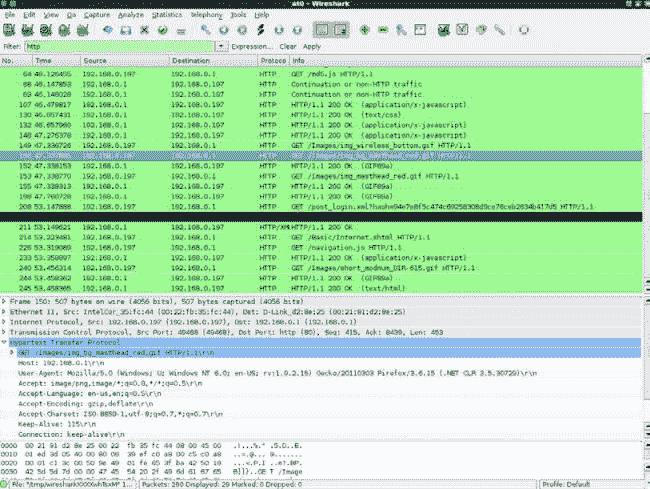 at0 - Wireshark
File Edit View Go Capture Analyze Statistics Telephony Tools Help
Filter: http Expression... Clear Apply
No. Time Source Destination Protoco Info
64 46.126455 192.168.0.197 192.168.0.1 HTTP GET /md5.js HTTP/1.1
68 46.147853 192.168.0.1 192.168.0.197 HTTP Continuation or non-HTTP traffic
69 46.148028 192.168.0.1 192.168.0.197 HTTP Continuation or non-HTTP traffic
107 46.479817 192.168.0.1 192.168.0.197 HTTP HTTP/1.1 200 OK (application/x-javascript)
130 46.657431 192.168.0.1 192.168.0.197 HTTP HTTP/1.1 200 OK (text/css)
132 46.657960 192.168.0.1 192.168.0.197 HTTP HTTP/1.1 200 OK (application/x-javascript)
148 47.276378 192.168.0.1 192.168.0.197 HTTP HTTP/1.1 200 OK (application/x-javascript)
149 47.336726 192.168.0.197 192.168.0.1 HTTP GET /Images/img_wireless_bottom.gif HTTP/1.1
152 47.338153 192.168.0.1 192.168.0.197 HTTP HTTP/1.1 200 OK (GIF89a)
153 47.338770 192.168.0.197 192.168.0.1 HTTP GET /Images/img_masthead_red.gif HTTP/1.1
155 47.339313 192.168.0.1 192.168.0.197 HTTP HTTP/1.1 200 OK (GIF89a)
198 47.760728 192.168.0.1 192.168.0.197 HTTP HTTP/1.1 200 OK (GIF89a)
208 53.147888 192.168.0.197 192.168.0.1 HTTP GET HTTP/1.1
211 53.149621 192.168.0.1 192.168.0.197 HTTP/XML HTTP/1.1 200 OK
214 53.223481 192.168.0.197 192.168.0.1 HTTP GET /Basic/Internet.shtml HTTP/1.1
225 53.319089 192.168.0.197 192.168.0.1 HTTP GET /navigation.js HTTP/1.1
233 53.358897 192.168.0.1 192.168.0.197 HTTP HTTP/1.1 200 OK (application/x-javascript)
240 53.456314 192.168.0.197 192.168.0.1 HTTP GET /Images/short_modnum_DIR-615.gif HTTP/1.1
244 53.458362 192.168.0.1 192.168.0.197 HTTP HTTP/1.1 200 OK (GIF89a)
245 53.458365 192.168.0.1 192.168.0.197 HTTP HTTP/1.1 200 OK (text/html)
Frame 150: 507 bytes on wire (4056 bits), 507 bytes captured (4056 bits)
Ethernet II, Src: IntelCor_35:fc:44 (00:22:fb:35:fc:44), Dst: D-Link_d2:8e:25 (00:21:91:d2:8e:25)
Internet Protocol, Src: 192.168.0.197 (192.168.0.197), Dst: 192.168.0.1 (192.168.0.1)
Transmission Control Protocol, Src Port: 49468 (49468), Dst Port: http (80), Seq: 415, Ack: 8439, Len: 453
Hypertext Transfer Protocol
GET /Images/img_bg_masthead_red.gif HTTP/1.1\r\n
Host: 192.168.0.1\r\n
User-Agent: Mozilla/5.0 (Windows; U; Windows NT 6.0; en-US; rv:1.9.2.15) Gecko/20110303 Firefox/3.6.15 (.NET CLR 3.5.30729)\r\n
Accept: image/png,image/*;q=0.8,*/*;q=0.5\r\n
Accept-Language: en-us,en;q=0.5\r\n
Accept-Encoding: gzip,deflate\r\n
Accept-Charset: ISO-8859-1,utf-8;q=0.7,*;q=0.7\r\n
Keep-Alive: 115\r\n
Connection: keep-alive\r\n
0000 00 21 91 d2 8e 25 00 22 fb 35 fc 44 08 00 45 00
0010 01 ed 3d 05 40 00 80 06 39 ef c0 a8 00 c5 c0 a8
0020 00 01 c1 3c 00 50 9e 49 01 fe 65 3f ba 42 50 18
0030 42 5d 5d 7d 00 00 47 45 54 20 2f 49 6d 61 67 65 B]]}..GE T /Image
Packets: 290 Displayed: 29 Marked: 0 Dropped: 0
Profile: Default